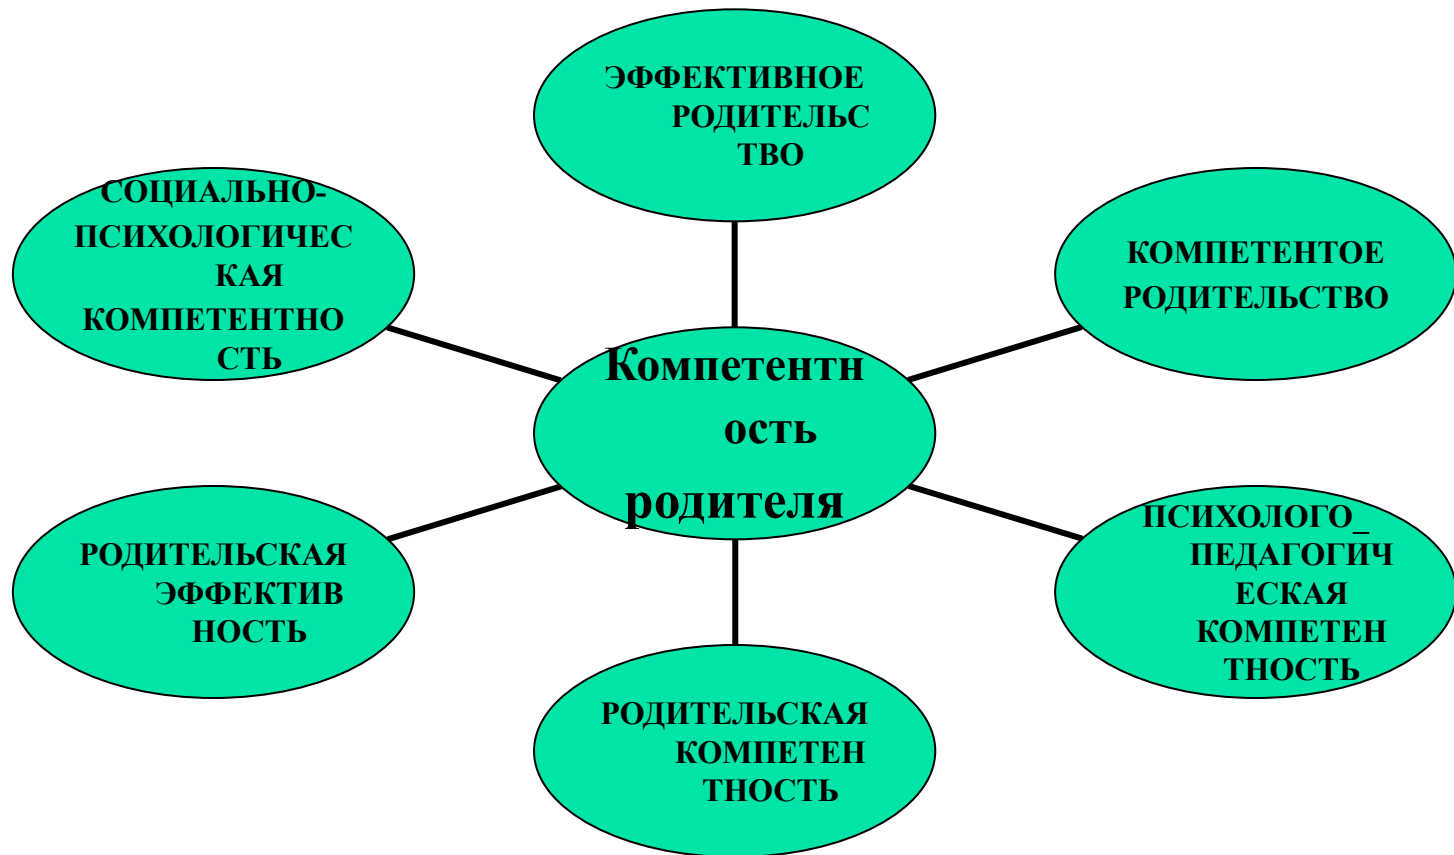 ЭФФЕКТИВНОЕ
РОДИТЕЛЬС
ТВО
СОЦИАЛЬНО-
ПСИХОЛОГИЧЕС
КАЯ
КОМПЕТЕНТНО
СТЬ
КОМПЕТЕНТОЕ
РОДИТЕЛЬСТВО
Компетентн
ость
родителя
РОДИТЕЛЬСКАЯ
ЭФФЕКТИВ
НОСТЬ
ПСИХОЛОГО_
ПЕДАГОГИЧ
ЕСКАЯ
КОМПЕТЕН
ТНОСТЬ
РОДИТЕЛЬСКАЯ
КОМПЕТЕН
ТНОСТЬ